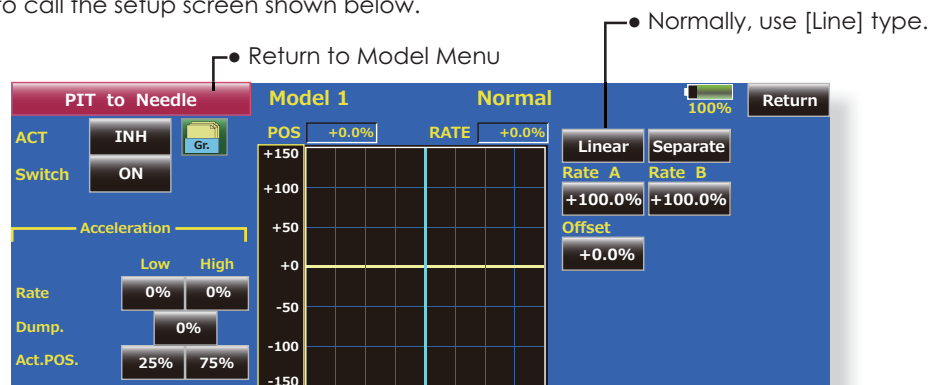 to call the setup screen shown below.
● Normally, use [Line] type.
● Return to Model Menu
PIT to Needle
Model 1
Normal
100%
Return
ACT
INH
Gr.
POS
+0.0%
RATE
+0.0%
Linear
Separate
Switch
ON
Rate A
Rate B
+100.0%
+100.0%
Offset
+0.0%
Acceleration
Low
High
Rate
0%
0%
Dump.
0%
Act.POS.
25%
75%
+150
+100
+50
+0
-50
-100
-150